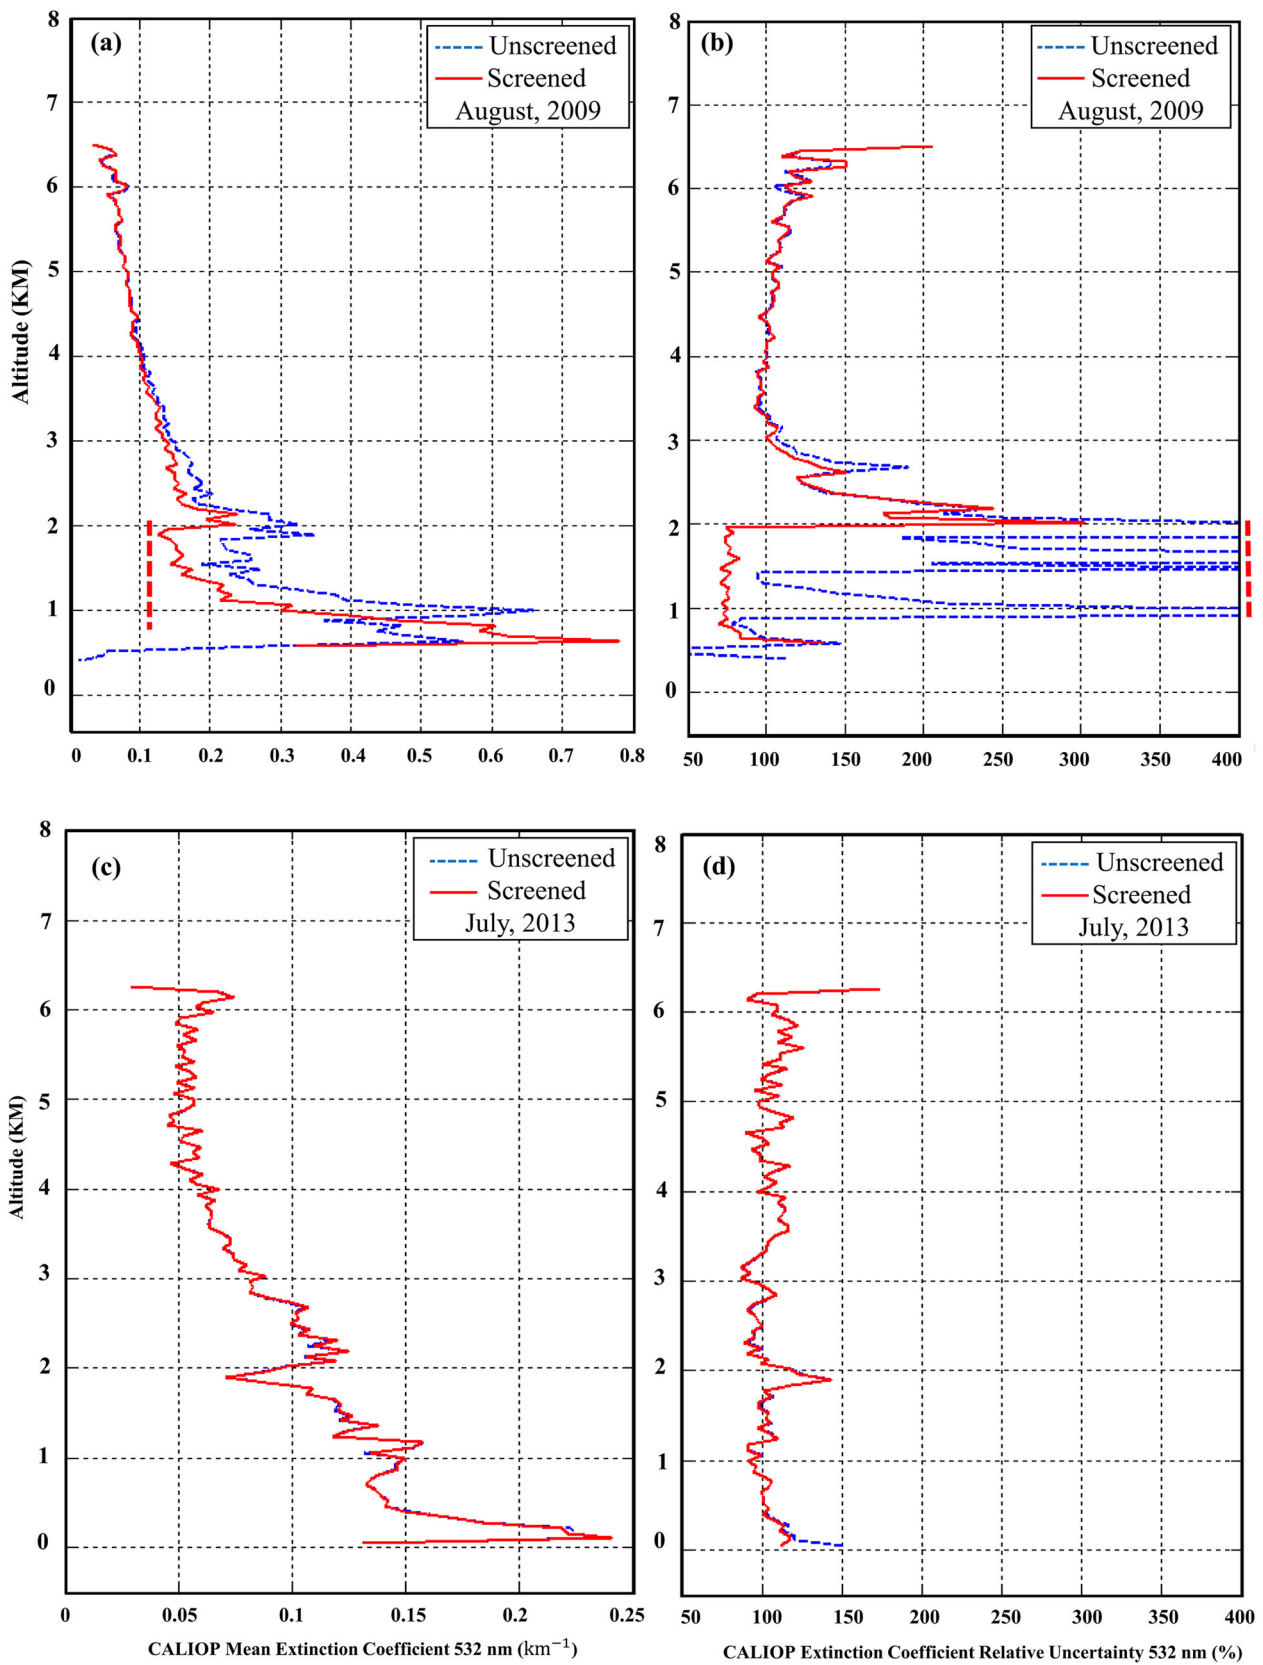 (a)
Unscreened
Screened
August, 2009
8
7
6
5
4
3
2
1
0
Altitude (KM)
0 0.1 0.2 0.3 0.4 0.5 0.6 0.7 0.8
(b)
Unscreened
Screened
August, 2009
8
7
6
5
4
3
2
1
0
50 100 150 200 250 300 350 400
(c)
Unscreened
Screened
July, 2013
8
7
6
5
4
3
2
1
0
Altitude (KM)
0 0.05 0.1 0.15 0.2 0.25
CALIOP Mean Extinction Coefficient 532 nm (km⁻¹)
(d)
Unscreened
Screened
July, 2013
8
7
6
5
4
3
2
1
0
50 100 150 200 250 300 350 400
CALIOP Extinction Coefficient Relative Uncertainty 532 nm (%)